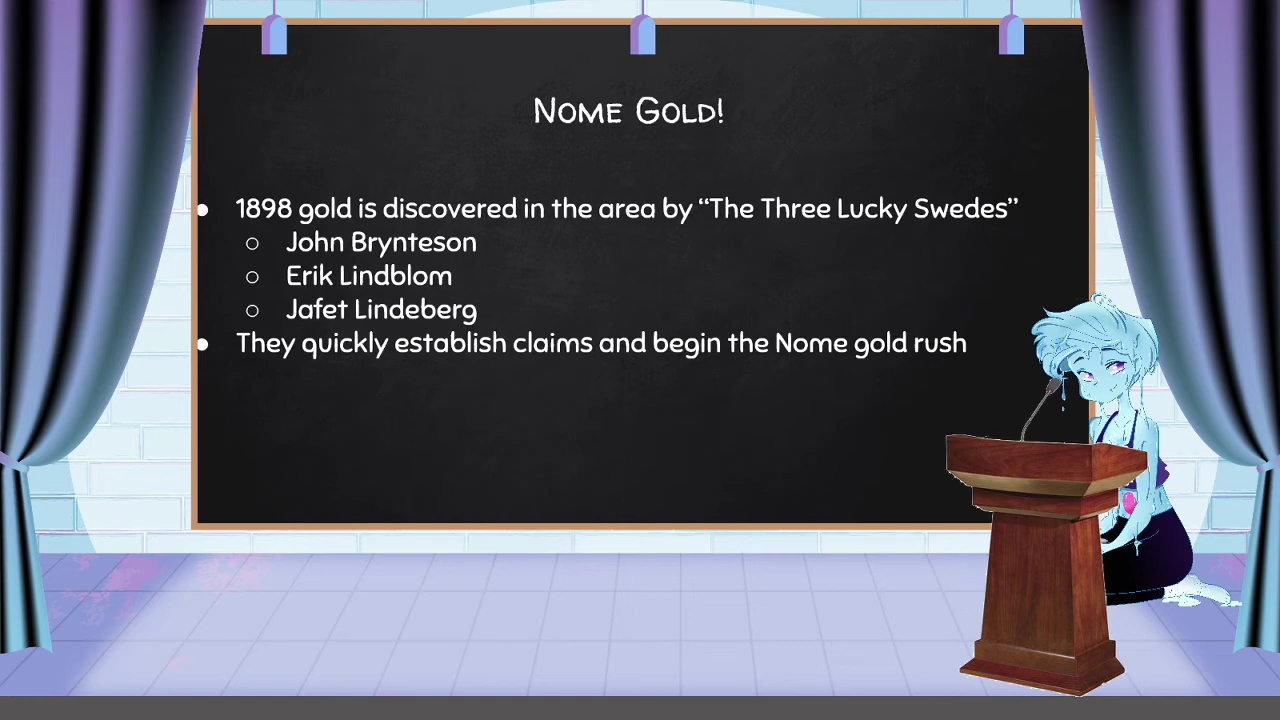 Nome Gold!
● 1898 gold is discovered in the area by “The Three Lucky Swedes”
○ John Brynteson
○ Erik Lindblom
○ Jafet Lindeberg
● They quickly establish claims and begin the Nome gold rush